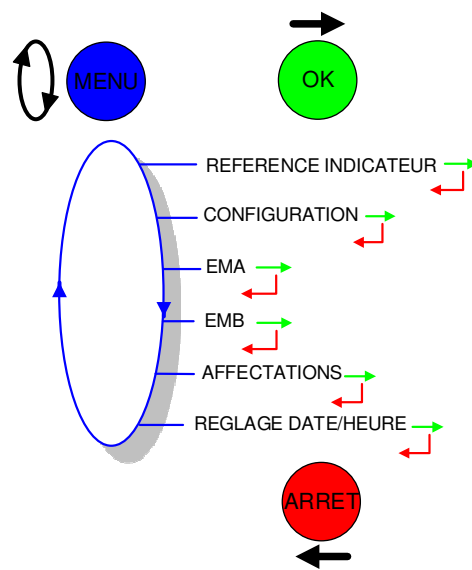 MENU
OK
REFERENCE INDICATEUR
CONFIGURATION
EMA
EMB
AFFECTATIONS
REGLAGE DATE/HEURE
ARRET